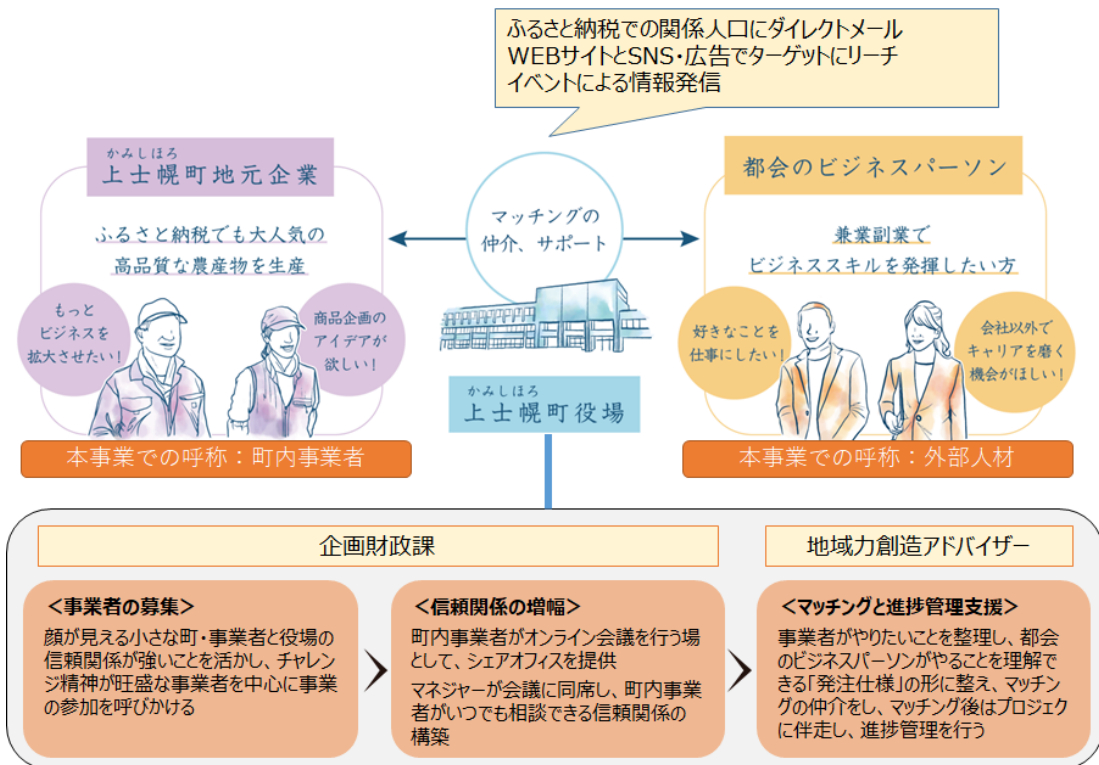 ふるさと納税での関係人口にダイレクトメール
WEBサイトとSNS・広告でターゲットにリーチ
イベントによる情報発信
かみしほろ
上士幌町地元企業
ふるさと納税でも大人気の
高品質な農産物を生産
もっと
ビジネスを
拡大させたい!
商品企画の
アイデアが
欲しい!
本事業での呼称：町内事業者
マッチングの
仲介、サポート
かみしほろ
上士幌町役場
都会のビジネスパーソン
兼業副業で
ビジネススキルを発揮したい方
好きなことを
仕事にしたい!
会社以外で
キャリアを磨く
機会がほしい!
本事業での呼称：外部人材
企画財政課
＜事業者の募集＞
顔が見える小さな町・事業者と役場の
信頼関係が強いことを活かし、チャレン
ジ精神が旺盛な事業者を中心に事業
の参加を呼びかける
＜信頼関係の増幅＞
町内事業者がオンライン会議を行う場
として、シェアオフィスを提供
マネジャーが会議に同席し、町内事業
者がいつでも相談できる信頼関係の
構築
地域力創造アドバイザー
＜マッチングと進捗管理支援＞
事業者がやりたいことを整理し、都会
のビジネスパーソンがやることを理解でき
る「発注仕様」の形に整え、マッチン
グの仲介をし、マッチング後はプロジェク
に伴走し、進捗管理を行う